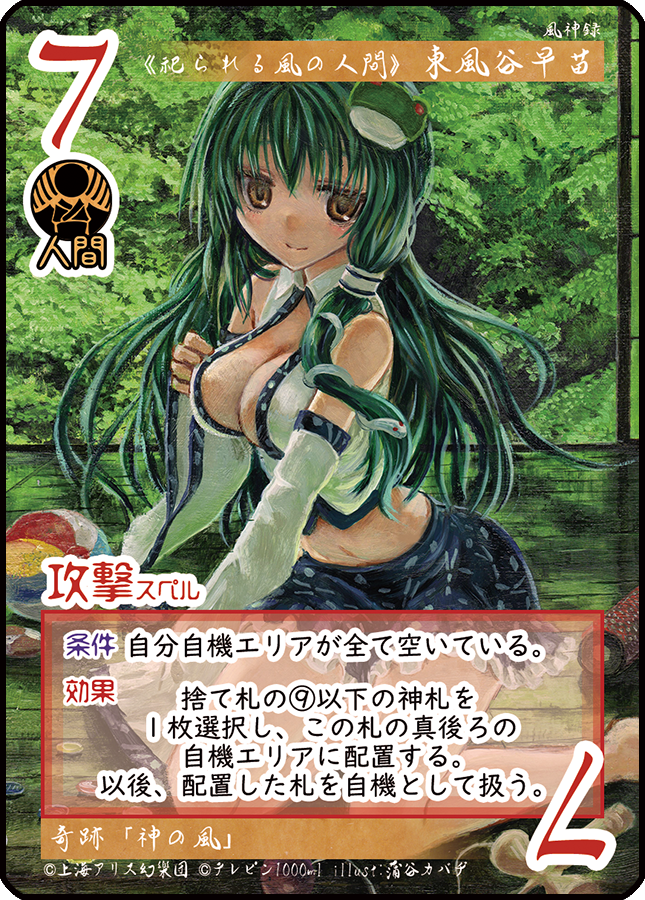 風神録
7
《祀られる風の人間》 東風谷早苗
人間
攻撃スペル
条件 自分自機エリアが全て空いている。
効果 捨て札の⑨以下の神札を
1枚選択し、この札の真後ろの
自機エリアに配置する。
以後、配置した札を自機として扱う。
奇跡「神の風」
7
©上海アリス幻樂団 ©テレピン1000ml illust:蒲谷カバヂ